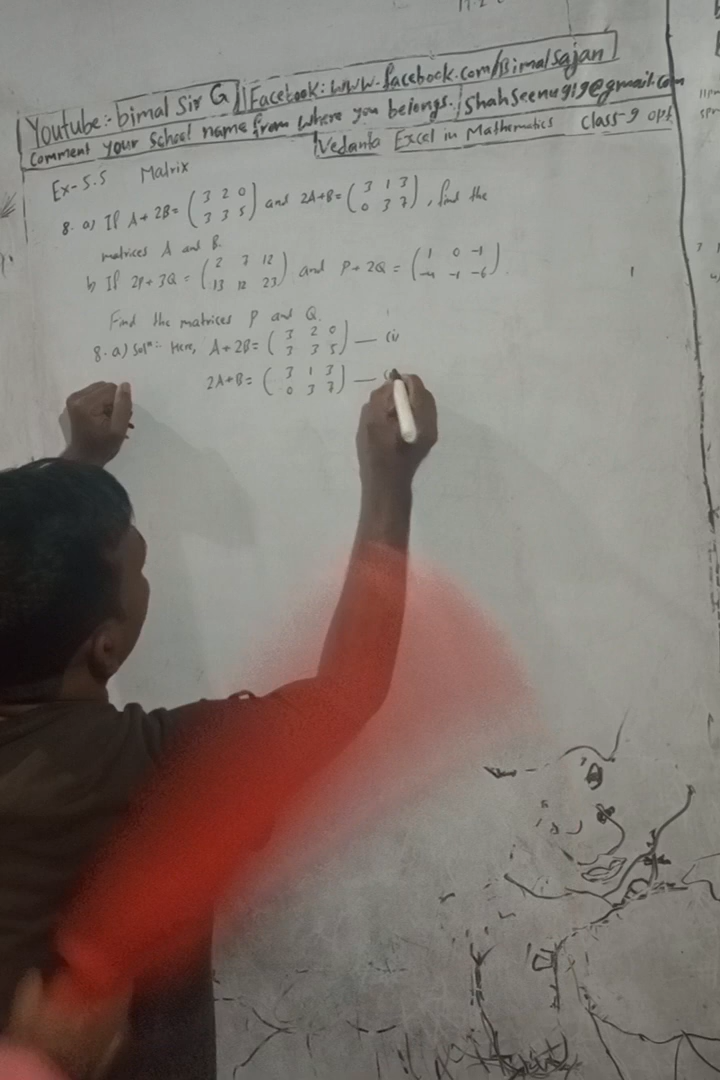 Youtube:- bimal Sir G || Facebook: www.facebook.com/Bimalsajan
Comment your School name from where you belongs. / shahseenu919@gmail.com
Vedanta Excel in Mathematics class-9 opt
Ex-5.5 Matrix
8. a) If A+2B= (3 2 0 / 3 3 5) and 2A+B= (3 1 3 / 0 3 7), find the
matrices A and B.
b) If 2P+3Q = (2 7 12 / 13 12 23) and P+2Q = (1 0 -1 / -4 -1 -6).
Find the matrices P and Q.
8. a) Solⁿ:- Here, A+2B= (3 2 0 / 3 3 5) — (i)
2A+B= (3 1 3 / 0 3 7) —